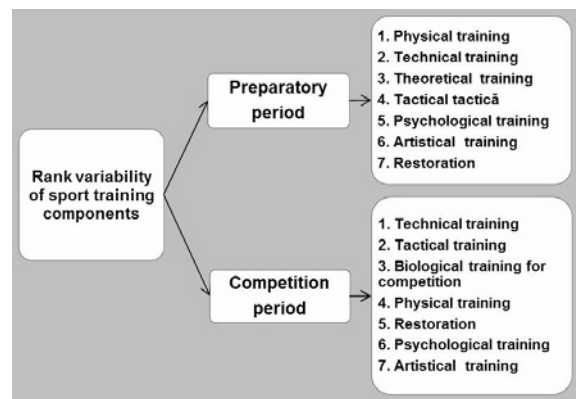 Rank variability
of sport training
components
Preparatory
period
1. Physical training
2. Technical training
3. Theoretical training
4. Tactical tactică
5. Psychological training
6. Artistical training
7. Restoration
Competition
period
1. Technical training
2. Tactical training
3. Biological training for
competition
4. Physical training
5. Restoration
6. Psychological training
7. Artistical training